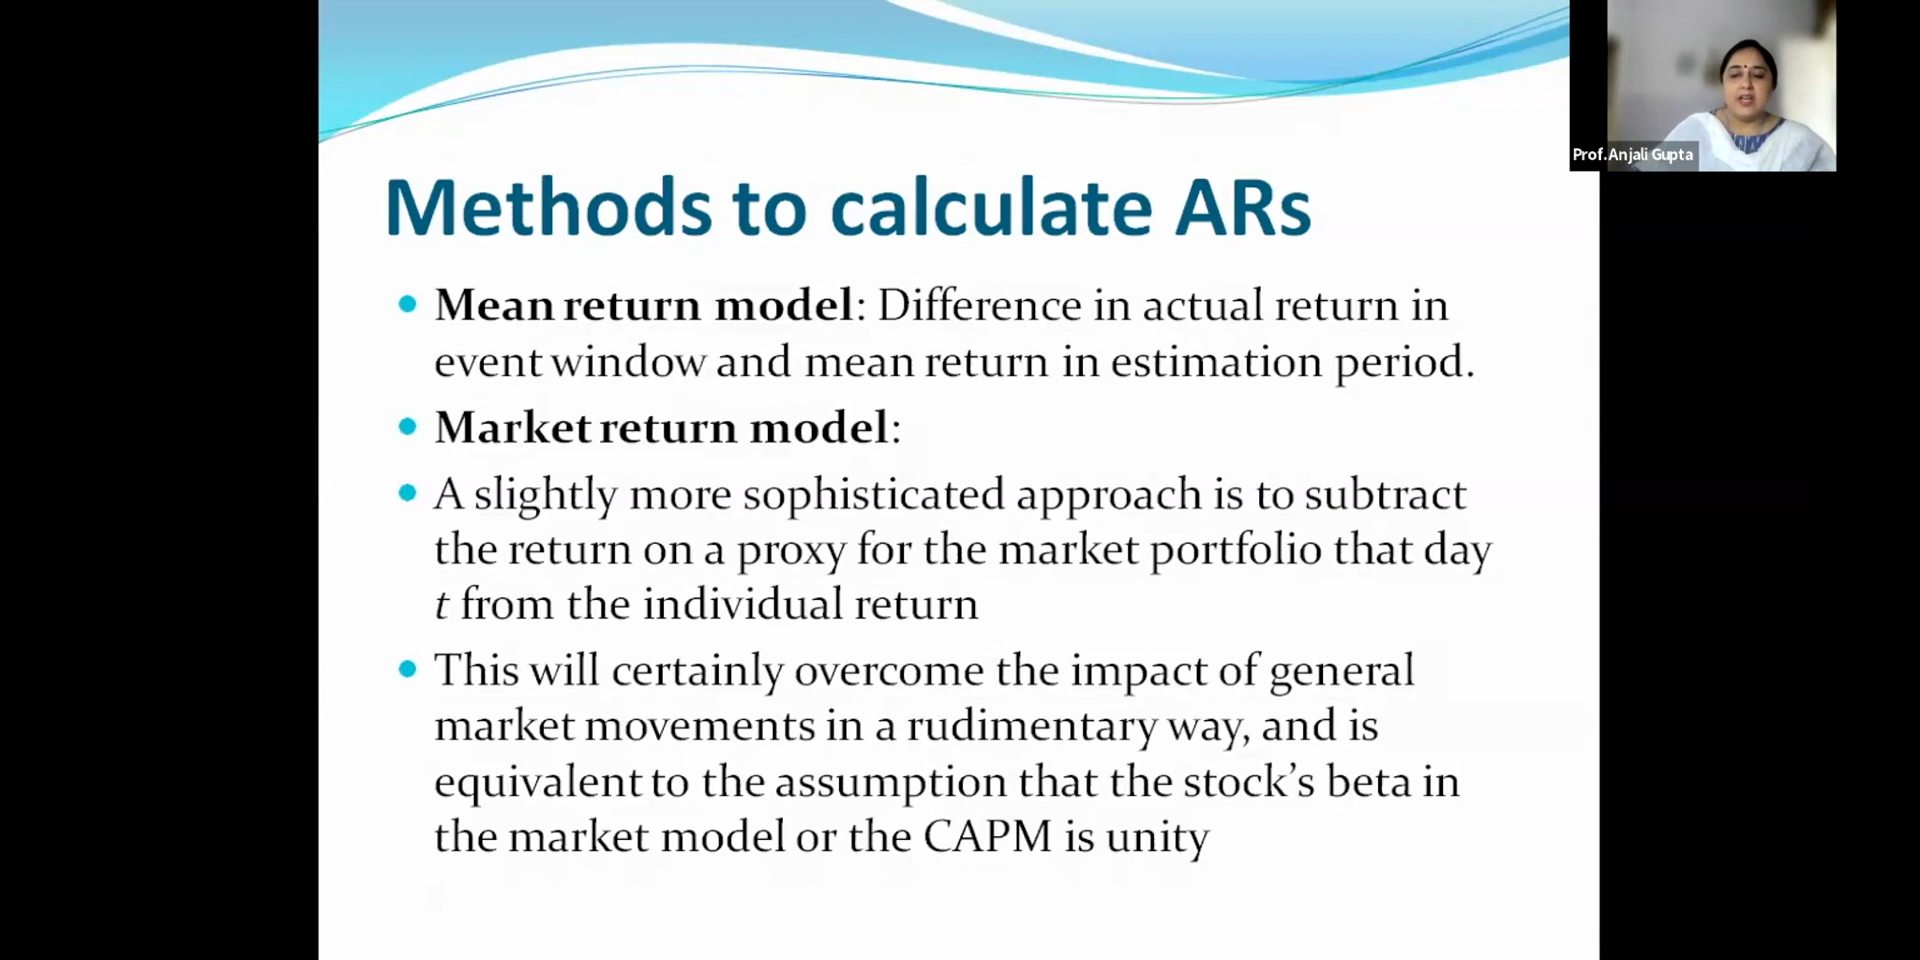 Prof. Anjali Gupta
Methods to calculate ARs
Mean return model: Difference in actual return in
event window and mean return in estimation period.
Market return model:
A slightly more sophisticated approach is to subtract
the return on a proxy for the market portfolio that day
t from the individual return
This will certainly overcome the impact of general
market movements in a rudimentary way, and is
equivalent to the assumption that the stock’s beta in
the market model or the CAPM is unity